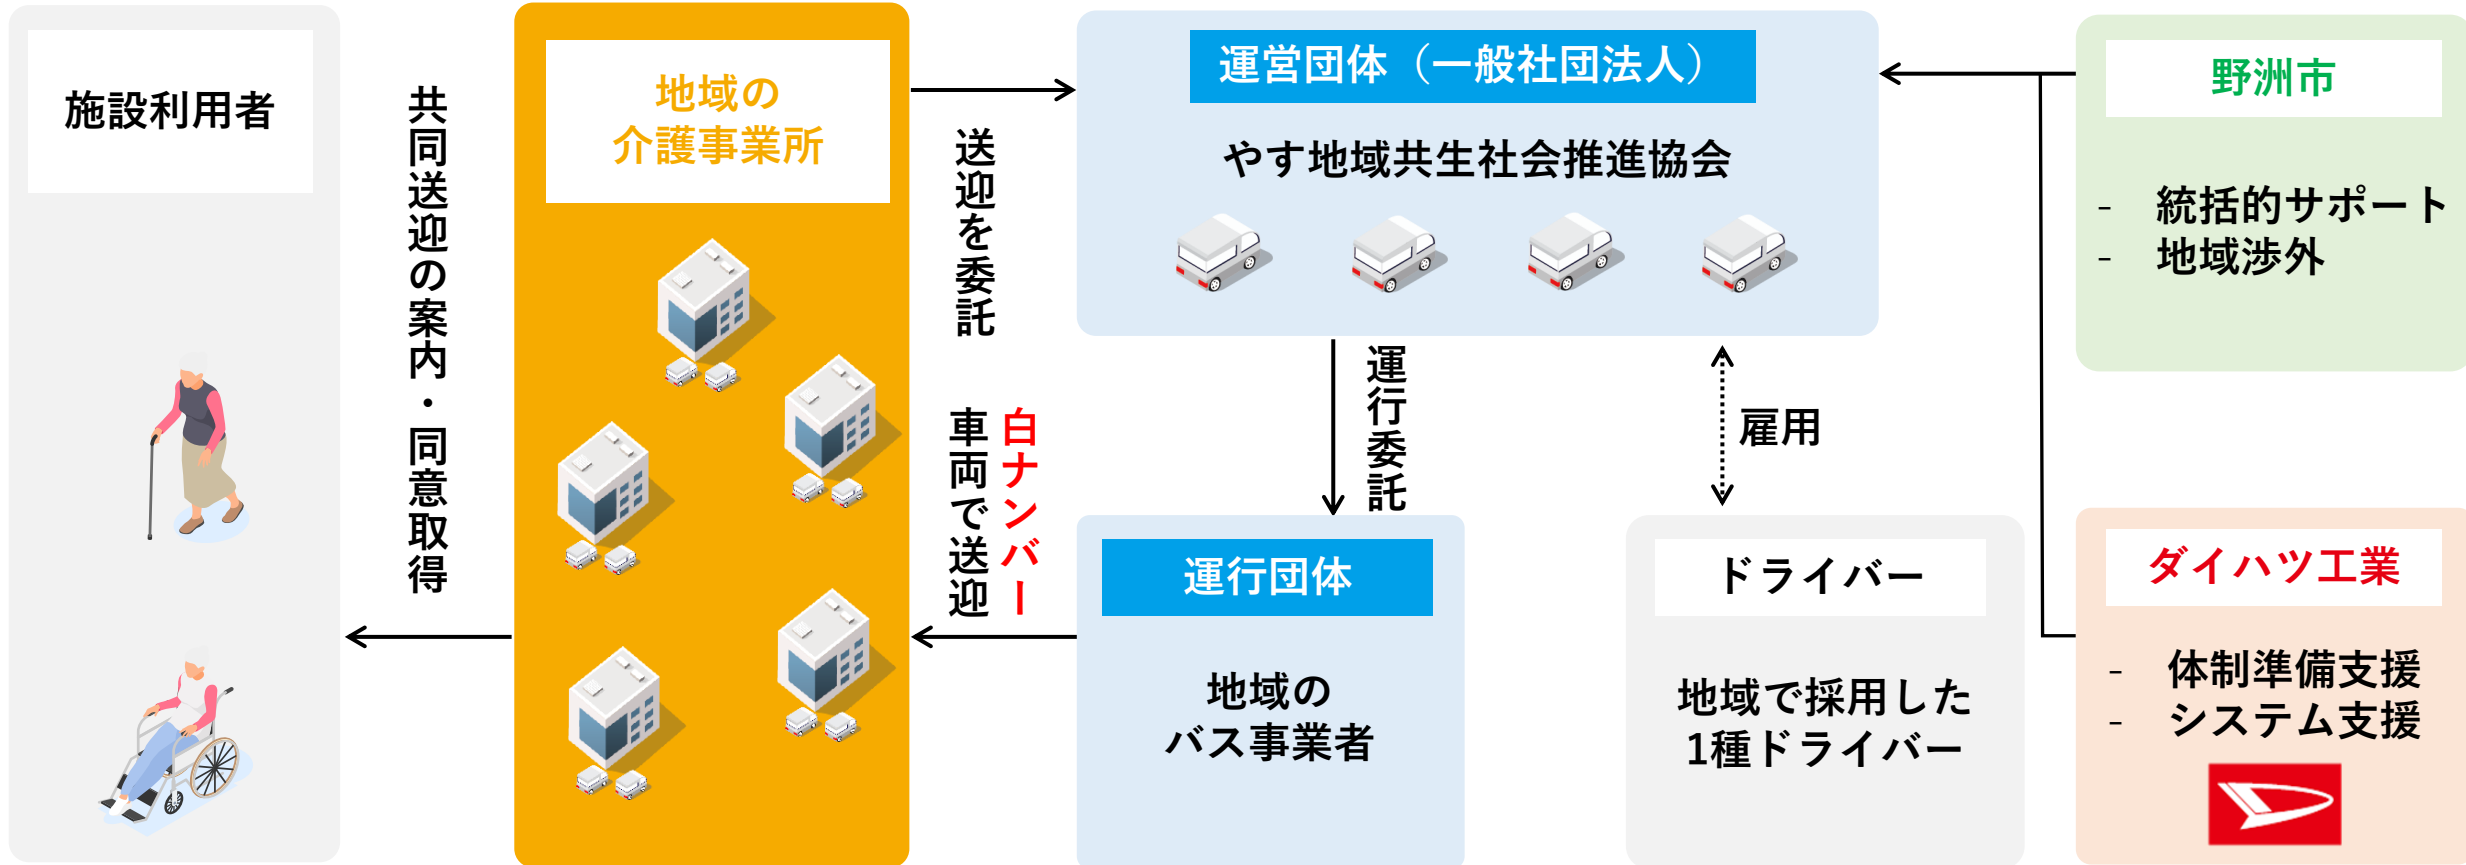 施設利用者
共同送迎の案内・同意取得
地域の
介護事業所
送迎を委託
白ナンバー
車両で送迎
運営団体（一般社団法人）
やす地域共生社会推進協会
運行委託
雇用
運行団体
地域の
バス事業者
ドライバー
地域で採用した
1種ドライバー
野洲市
- 統括的サポート
- 地域渉外
ダイハツ工業
- 体制準備支援
- システム支援